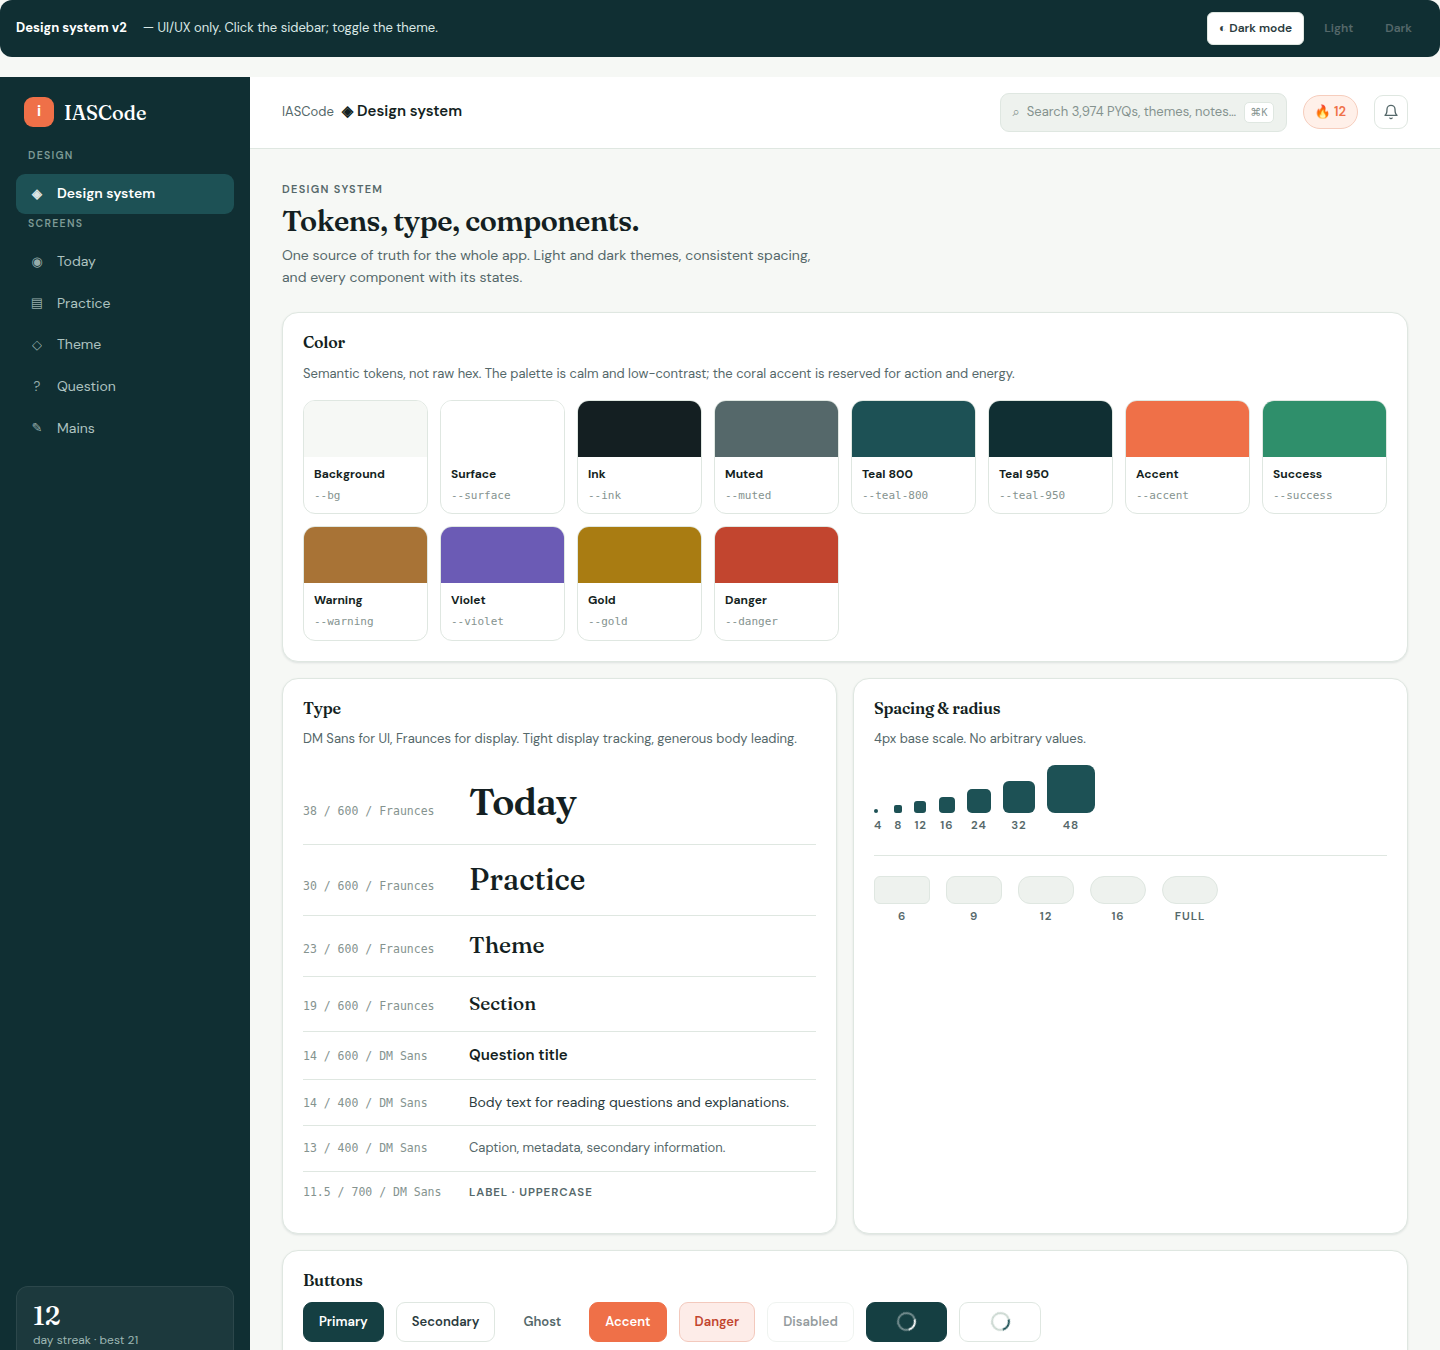 Design system v2 — UI/UX only. Click the sidebar; toggle the theme.
Dark mode Light Dark
i IASCode
DESIGN
◈ Design system
SCREENS
◉ Today
▤ Practice
◇ Theme
? Question
✎ Mains
12
day streak · best 21
IASCode ◈ Design system
Search 3,974 PYQs, themes, notes... ⌘K
🔥 12
DESIGN SYSTEM
Tokens, type, components.
One source of truth for the whole app. Light and dark themes, consistent spacing,
and every component with its states.
Color
Semantic tokens, not raw hex. The palette is calm and low-contrast; the coral accent is reserved for action and energy.
Background Surface Ink Muted Teal 800 Teal 950 Accent Success
--bg --surface --ink --muted --teal-800 --teal-950 --accent --success
Warning Violet Gold Danger
--warning --violet --gold --danger
Type
DM Sans for UI, Fraunces for display. Tight display tracking, generous body leading.
38 / 600 / Fraunces Today
30 / 600 / Fraunces Practice
23 / 600 / Fraunces Theme
19 / 600 / Fraunces Section
14 / 600 / DM Sans Question title
14 / 400 / DM Sans Body text for reading questions and explanations.
13 / 400 / DM Sans Caption, metadata, secondary information.
11.5 / 700 / DM Sans LABEL · UPPERCASE
Spacing & radius
4px base scale. No arbitrary values.
4 8 12 16 24 32 48
6 9 12 16 FULL
Buttons
Primary Secondary Ghost Accent Danger Disabled